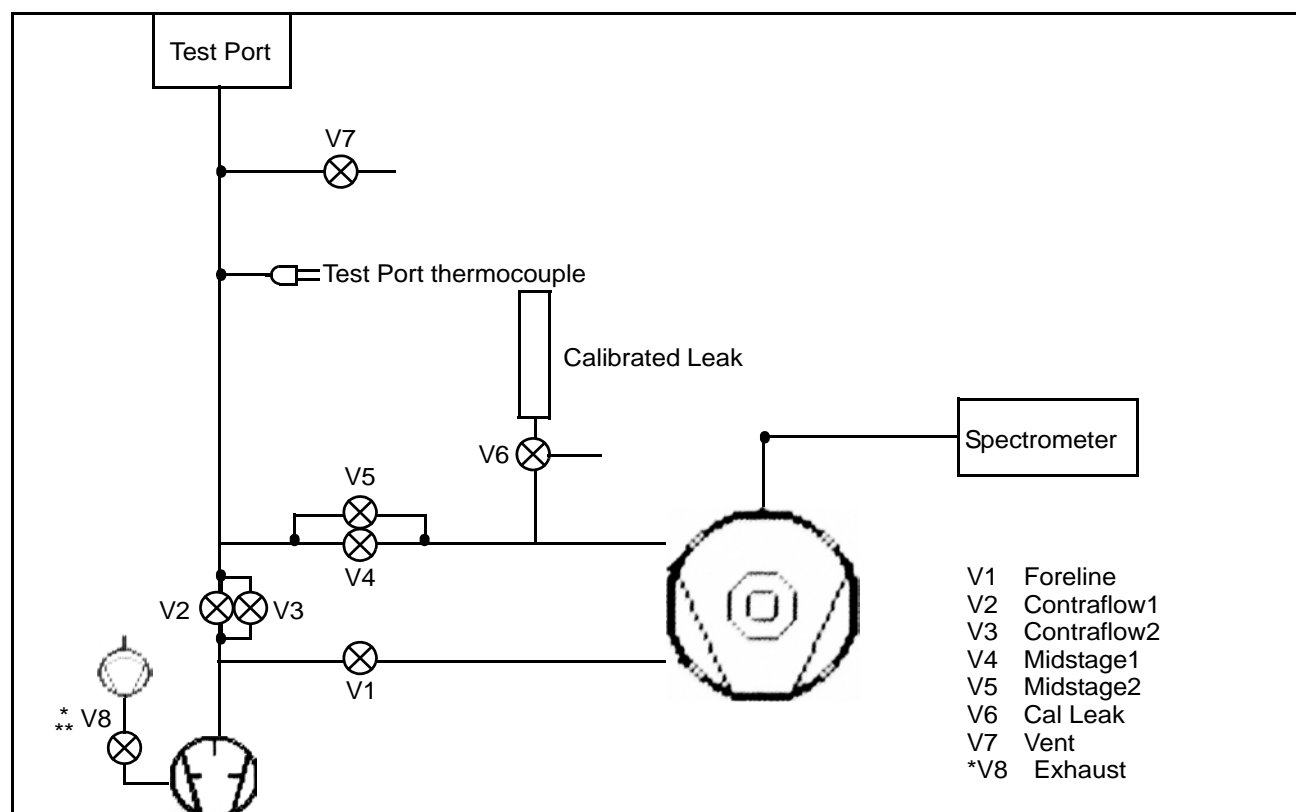 Test Port
V7
Test Port thermocouple
Calibrated Leak
Spectrometer
V6
V5
V4
V2
V3
V1
*
**
V8
V1 Foreline
V2 Contraflow1
V3 Contraflow2
V4 Midstage1
V5 Midstage2
V6 Cal Leak
V7 Vent
*V8 Exhaust